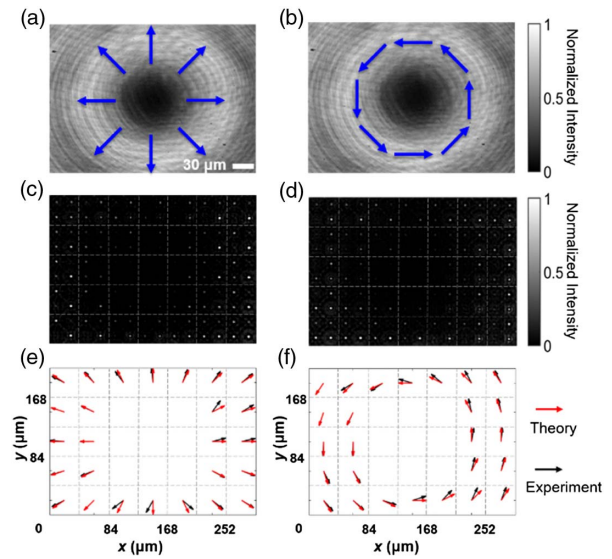 (a)
(b)
30 µm
1
0.5
0
Normalized Intensity
(c)
(d)
1
0.5
0
Normalized Intensity
(e)
(f)
168
84
y (µm)
0 84 168 252
x (µm)
168
84
y (µm)
0 84 168 252
x (µm)
Theory
Experiment